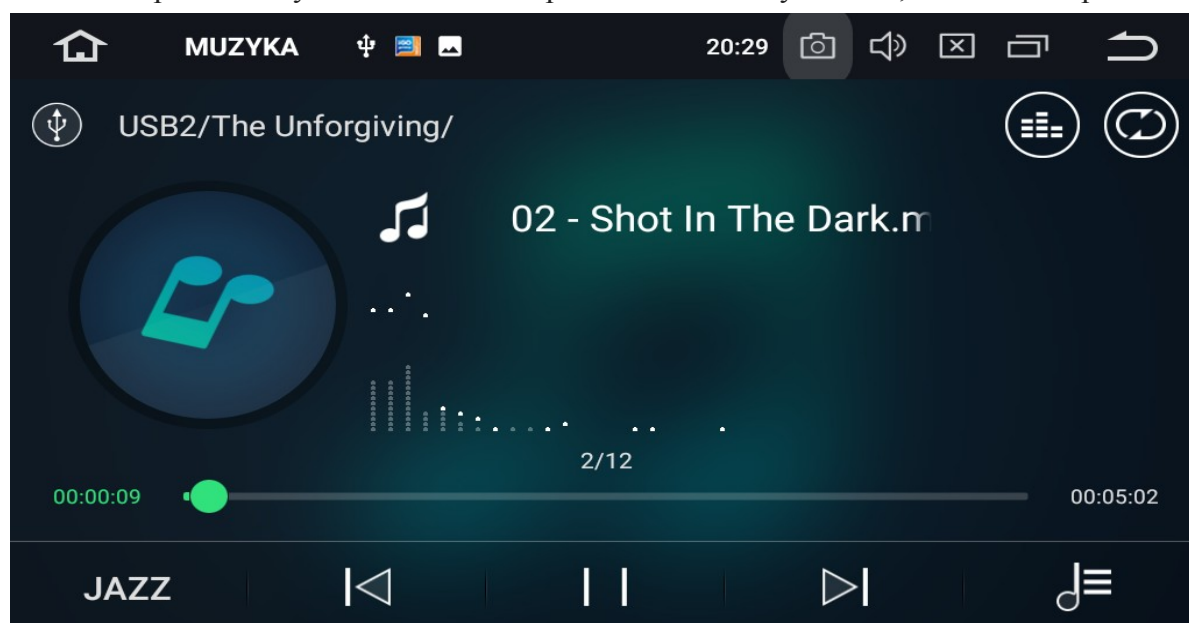 MUZYKA
20:29
USB2/The Unforgiving/
02 - Shot In The Dark.m
2/12
00:00:09
00:05:02
JAZZ